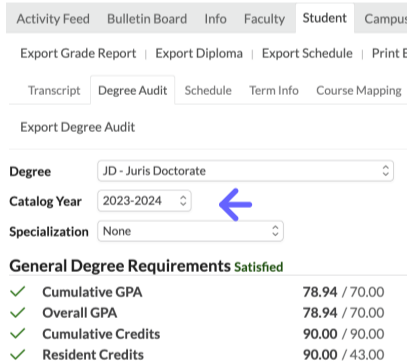 Activity Feed Bulletin Board Info Faculty Student Campus
Export Grade Report | Export Diploma | Export Schedule | Print
Transcript Degree Audit Schedule Term Info Course Mapping
Export Degree Audit
Degree JD - Juris Doctorate
Catalog Year 2023-2024
Specialization None
General Degree Requirements Satisfied
Cumulative GPA 78.94 / 70.00
Overall GPA 78.94 / 70.00
Cumulative Credits 90.00 / 90.00
Resident Credits 90.00 / 43.00